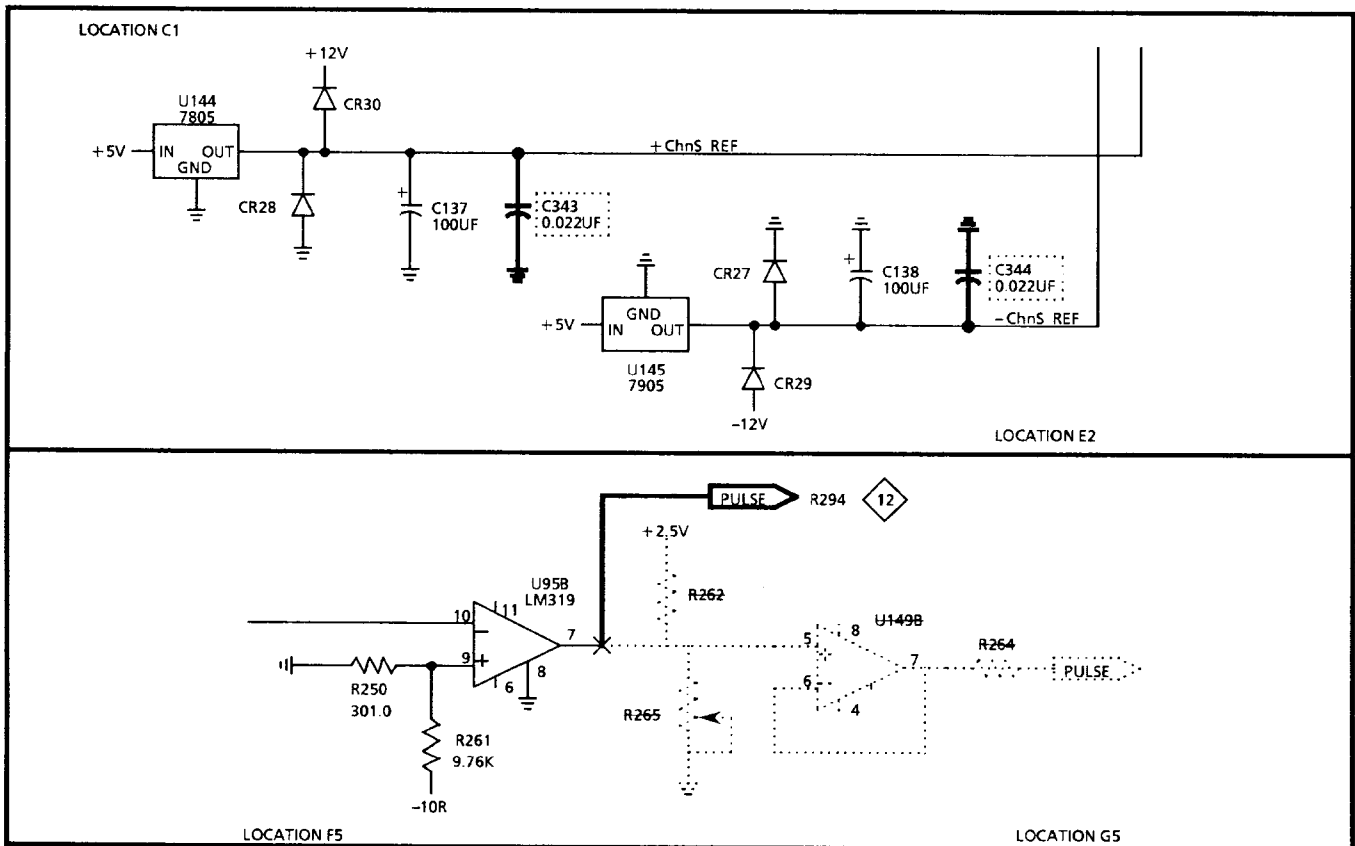 LOCATION C1
+12V
CR30
U144
7805
+5V
IN OUT
GND
+ChnS REF
CR28
+
C137
100UF
C343
0.022UF
CR27
+
C138
100UF
C344
0.022UF
+5V
GND
IN OUT
-ChnS REF
U145
7905
CR29
-12V
LOCATION E2
PULSE R294 12
+2.5V
U95B
LM319
R262
10 11
-
7
9 +
8
6
R250
301.0
R261
9.76K
-10R
R265
U149B
5 8
+
7
6
-
4
R264
PULSE
LOCATION F5
LOCATION G5